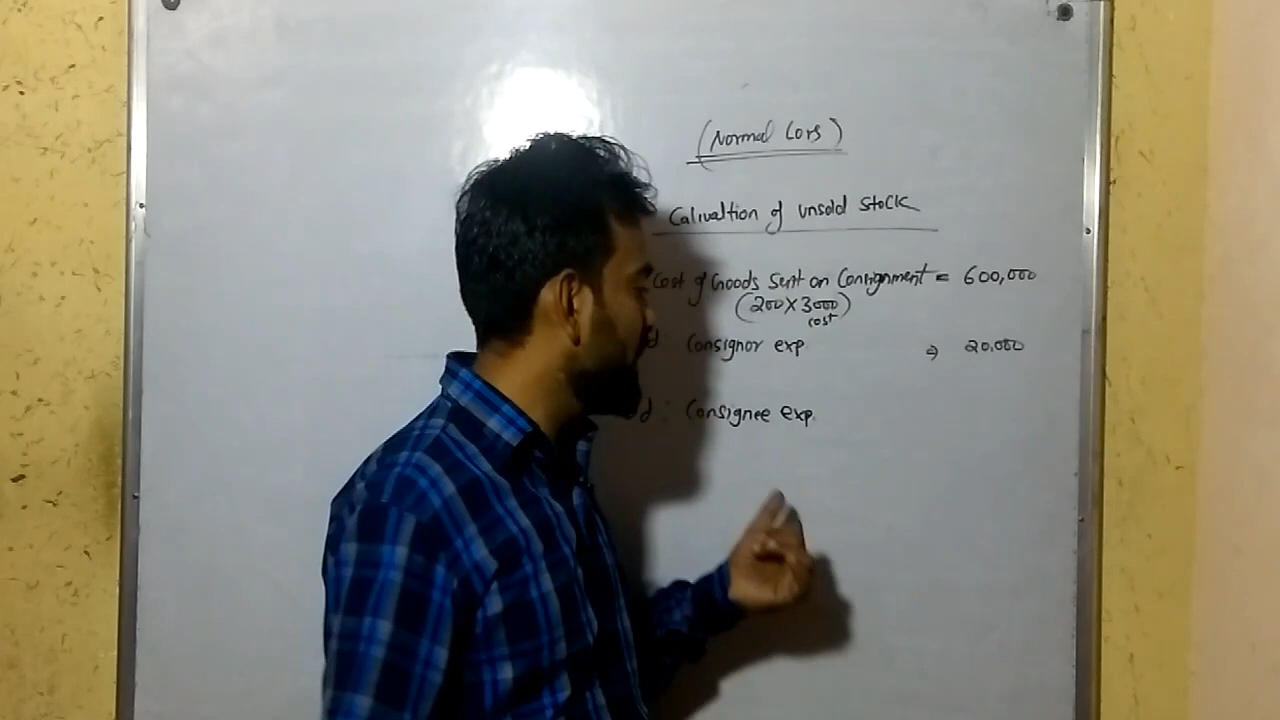 (Normal Loss)
Caliualtion of unsold stock
Cost of Goods Sent on Consignment = 600,000
(200 X 3000)
cost
Consignor exp ⇒ 20,000
d : Consignee exp.